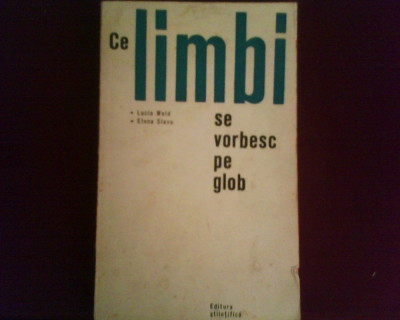 Ce limbi
• Lucia Wald
• Elena Slave
se
vorbesc
pe
glob
Editura
științifică